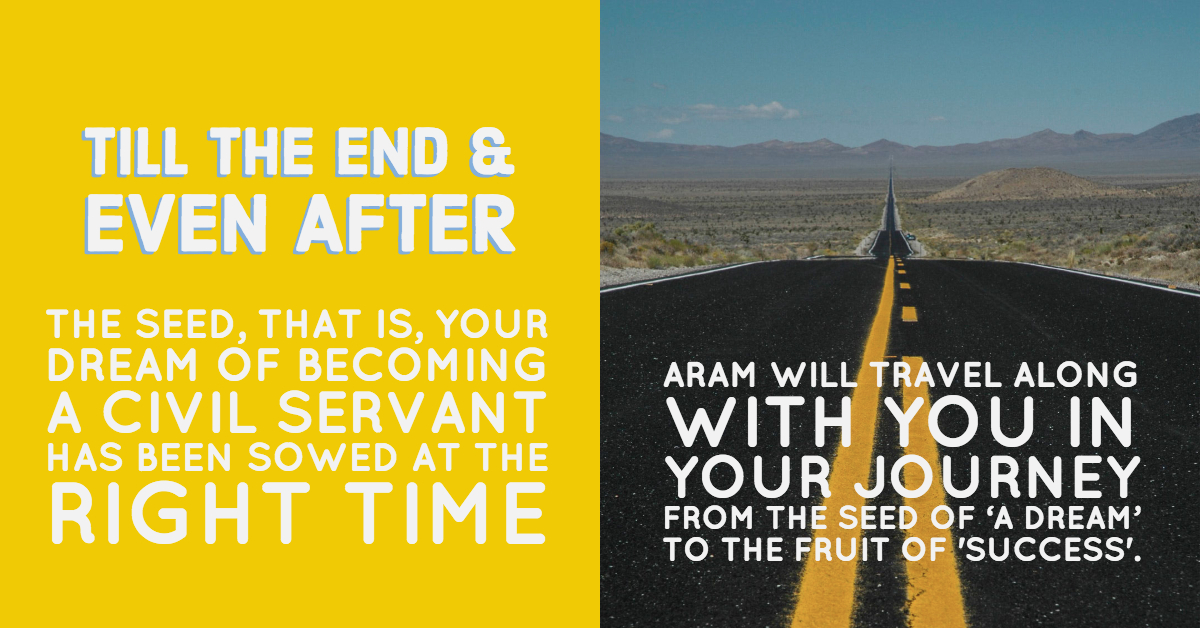 TILL THE END &
EVEN AFTER
THE SEED, THAT IS, YOUR
DREAM OF BECOMING
A CIVIL SERVANT
HAS BEEN SOWED AT THE
RIGHT TIME
ARAM WILL TRAVEL ALONG
WITH YOU IN
YOUR JOURNEY
FROM THE SEED OF ‘A DREAM’
TO THE FRUIT OF 'SUCCESS'.